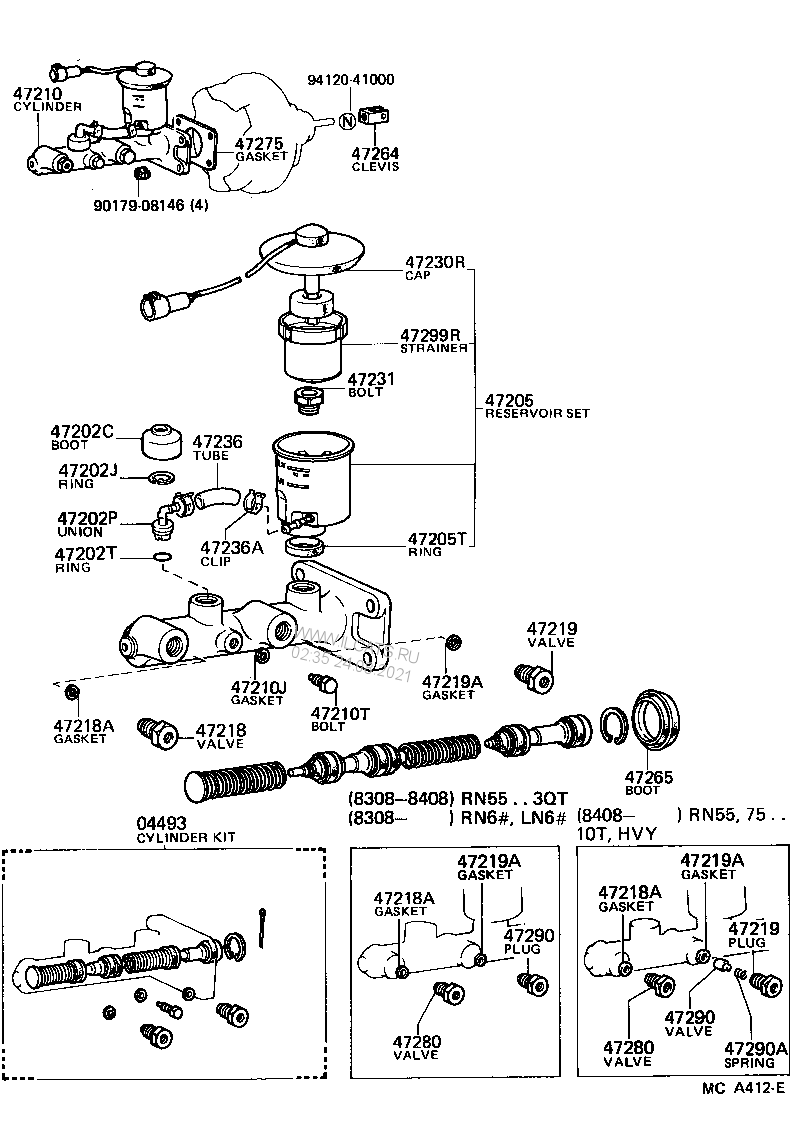 94120-41000
47210
CYLINDER
47275
GASKET
47264
CLEVIS
N
90179-08146 (4)
47230R
CAP
47299R
STRAINER
47231
BOLT
47205
RESERVOIR SET
47202C
BOOT
47236
TUBE
47202J
RING
47202P
UNION
47236A
CLIP
47205T
RING
47202T
RING
47219
VALVE
47219A
GASKET
47210J
GASKET
47210T
BOLT
47218A
GASKET
47218
VALVE
47265
BOOT
(8308-8408) RN55 . . 3QT
(8308- ) RN6#, LN6#
(8408- ) RN55, 75 . .
10T, HVY
04493
CYLINDER KIT
47219A
GASKET
47218A
GASKET
47290
PLUG
47280
VALVE
47219A
GASKET
47218A
GASKET
47219
PLUG
47290
VALVE
47280
VALVE
47290A
SPRING
MC A412-E